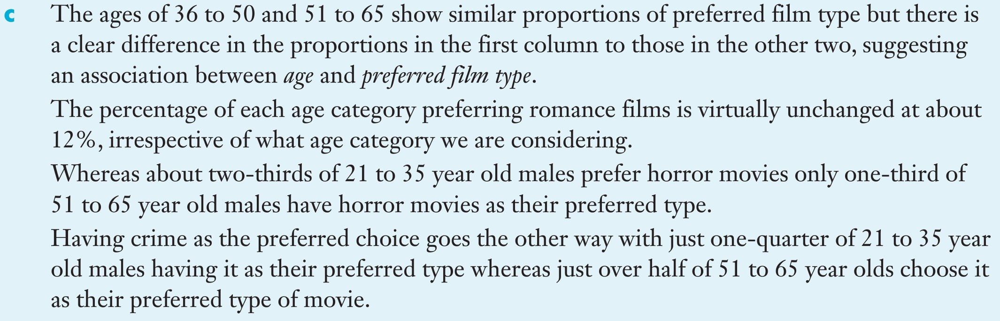 c The ages of 36 to 50 and 51 to 65 show similar proportions of preferred film type but there is
a clear difference in the proportions in the first column to those in the other two, suggesting
an association between age and preferred film type.
The percentage of each age category preferring romance films is virtually unchanged at about
12%, irrespective of what age category we are considering.
Whereas about two-thirds of 21 to 35 year old males prefer horror movies only one-third of
51 to 65 year old males have horror movies as their preferred type.
Having crime as the preferred choice goes the other way with just one-quarter of 21 to 35 year
old males having it as their preferred type whereas just over half of 51 to 65 year olds choose it
as their preferred type of movie.